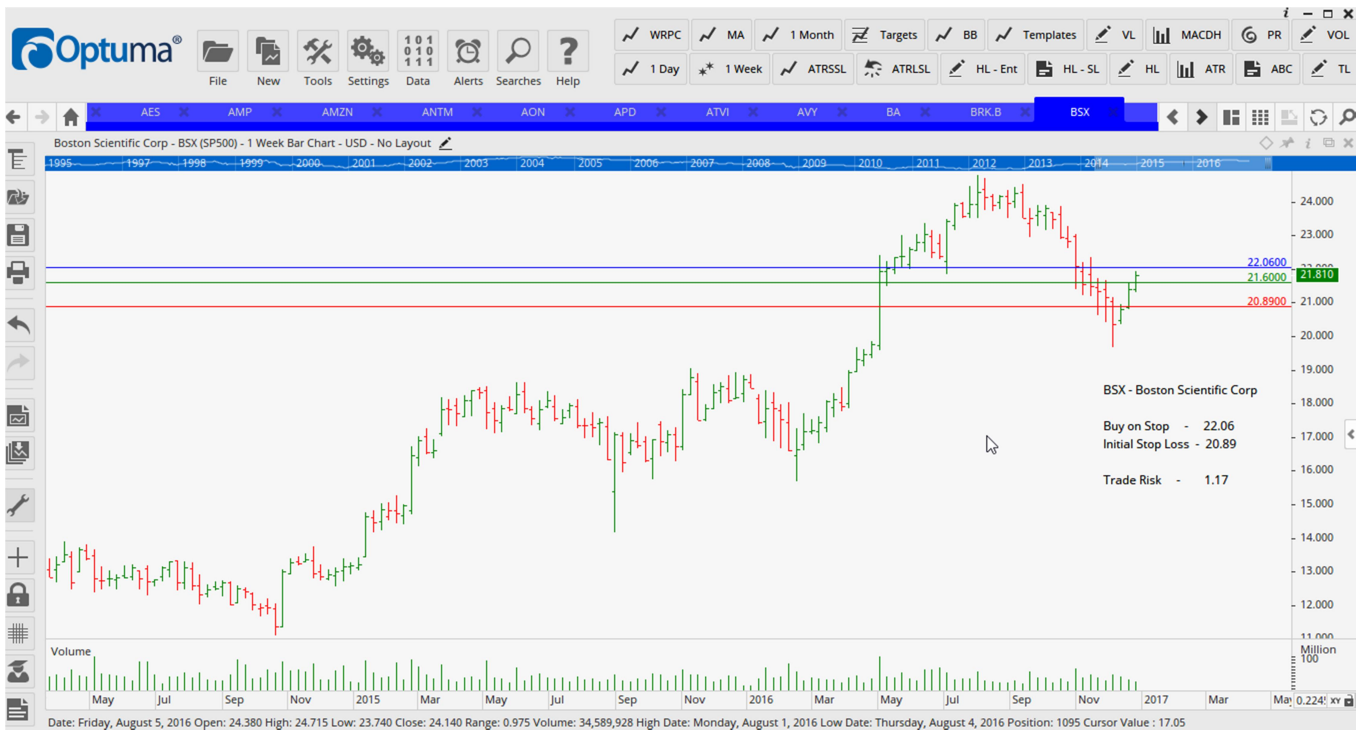 Optuma®
File New Tools Settings Data Alerts Searches Help
WRPC MA 1 Month Targets BB Templates VL MACDH PR VOL
1 Day 1 Week ATRSSL ATRLSL HL - Ent HL - SL HL ATR ABC TL
AES AMP AMZN ANTM AON APD ATVI AVY BA BRK.B BSX
Boston Scientific Corp - BSX (SP500) - 1 Week Bar Chart - USD - No Layout
1995 1997 1998 1999 2000 2001 2002 2003 2004 2005 2006 2007 2008 2009 2010 2011 2012 2013 2014 2015 2016
24.000
23.000
22.0600
22.000
21.6000
21.810
21.000
20.8900
20.000
19.000
18.000
17.000
16.000
15.000
14.000
13.000
12.000
11.000
BSX - Boston Scientific Corp
Buy on Stop - 22.06
Initial Stop Loss - 20.89
Trade Risk - 1.17
Volume
Million
100
May Jul Sep Nov 2015 Mar May Jul Sep Nov 2016 Mar May Jul Sep Nov 2017 Mar May
0.2245 XY
Date: Friday, August 5, 2016 Open: 24.380 High: 24.715 Low: 23.740 Close: 24.140 Range: 0.975 Volume: 34,589,928 High Date: Monday, August 1, 2016 Low Date: Thursday, August 4, 2016 Position: 1095 Cursor Value : 17.05